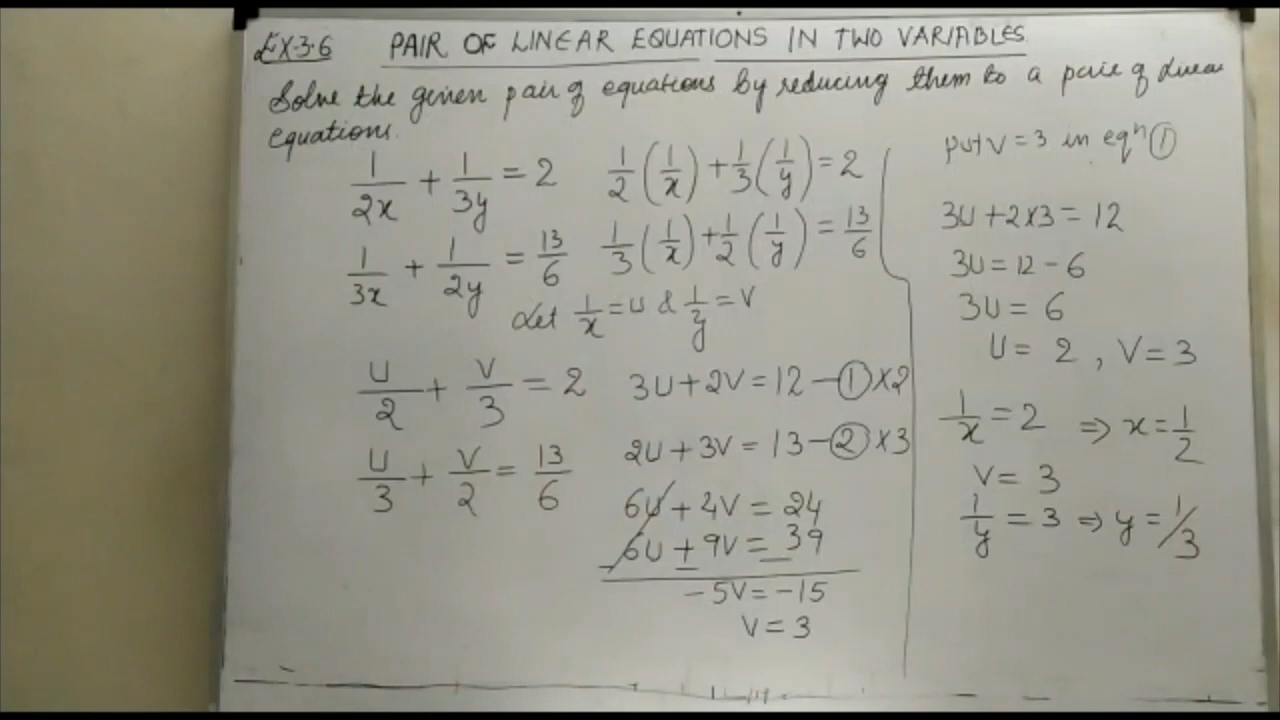 EX-3.6 PAIR OF LINEAR EQUATIONS IN TWO VARIABLES
Solve the given pair of equations by reducing them to a pair of linear
equations.
1/2x + 1/3y = 2
1/3x + 1/2y = 13/6
1/2 (1/x) + 1/3 (1/y) = 2
1/3 (1/x) + 1/2 (1/y) = 13/6
Let 1/x = U & 1/y = V
U/2 + V/3 = 2
U/3 + V/2 = 13/6
3U + 2V = 12 - ① × 2
2U + 3V = 13 - ② × 3
6U + 4V = 24
6U + 9V = 39
-5V = -15
V = 3
put V = 3 in eqn ①
3U + 2×3 = 12
3U = 12 - 6
3U = 6
U = 2, V = 3
1/x = 2 ⇒ x = 1/2
V = 3
1/y = 3 ⇒ y = 1/3